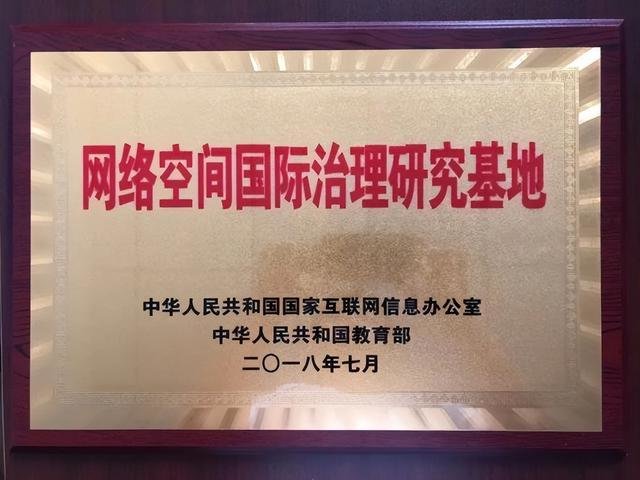 网络空间国际治理研究基地
中华人民共和国国家互联网信息办公室
中华人民共和国教育部
二〇一八年七月